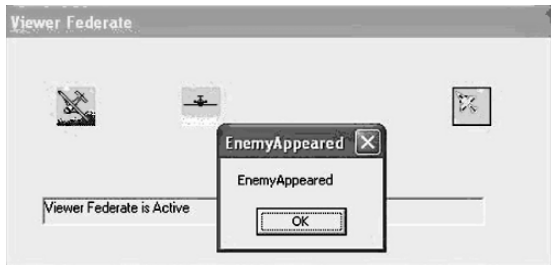 Viewer Federate
EnemyAppeared
EnemyAppeared
Viewer Federate is Active
OK